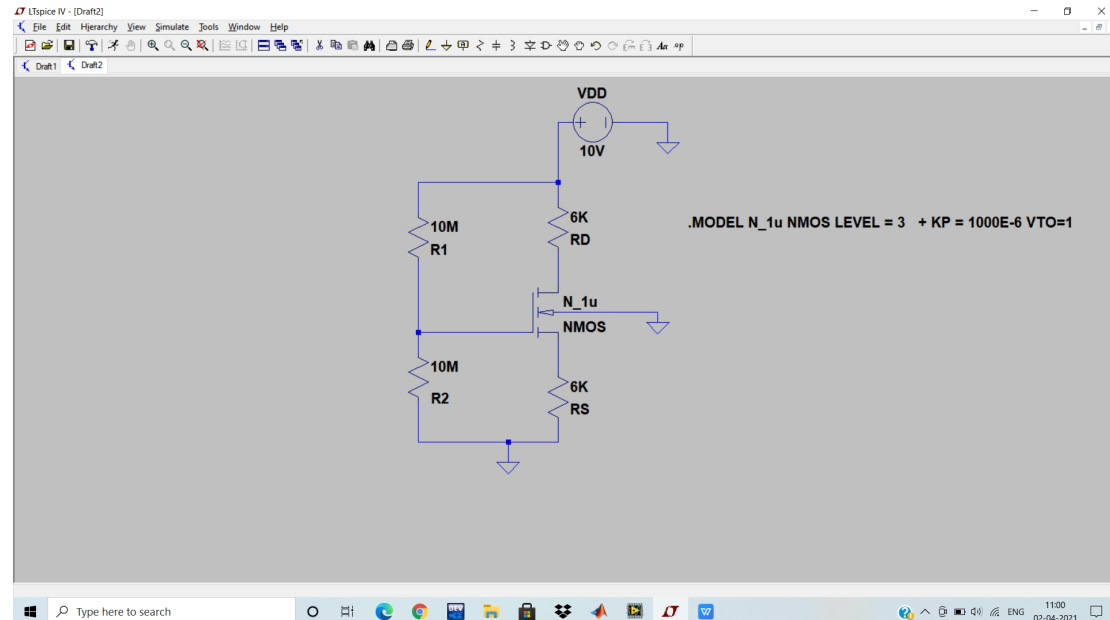 LTspice IV - [Draft2]
File Edit Hierarchy View Simulate Tools Window Help
Draft1 Draft2
VDD
10V
10M
R1
6K
RD
.MODEL N_1u NMOS LEVEL = 3 + KP = 1000E-6 VTO=1
N_1u
NMOS
10M
R2
6K
RS
Type here to search
DEV
W
ENG
11:00
02-04-2021